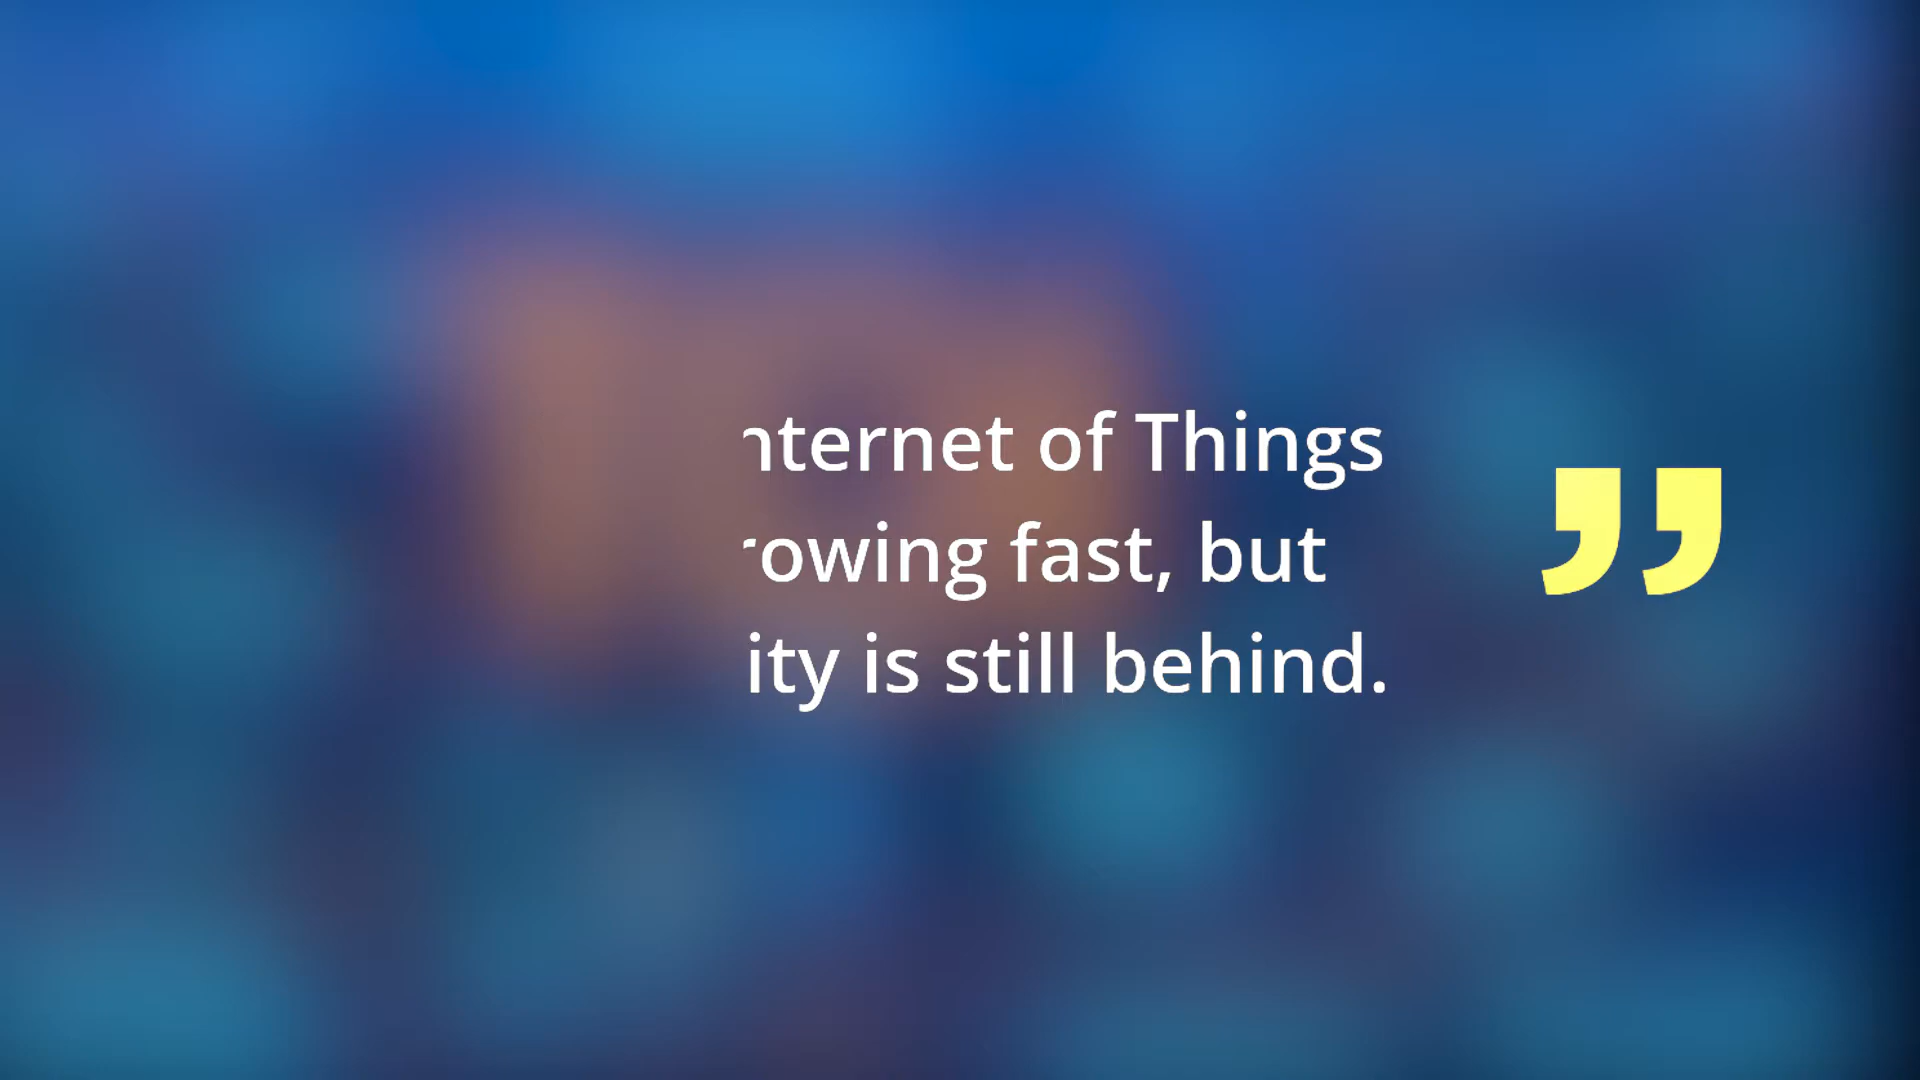 nternet of Things
rowing fast, but
ity is still behind.
”